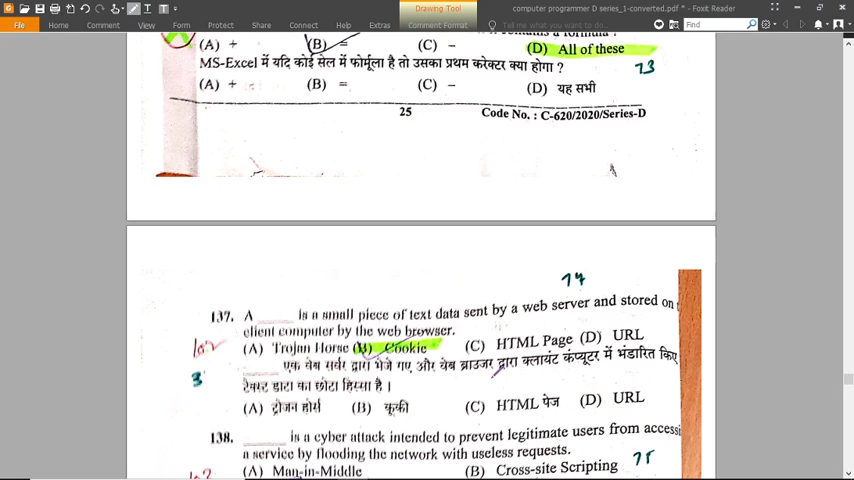 Drawing Tool
computer programmer D series_1-converted.pdf * - Foxit Reader
File Home Comment View Form Protect Share Connect Help Extras Comment Format Tell me what you want to do... Find
contains a formula ?
(A) + (B) = (C) - (D) All of these
MS-Excel में यदि कोई सेल में फोर्मूला है तो उसका प्रथम करेक्टर क्या होगा ? 73
(A) + (B) = (C) - (D) यह सभी
25 Code No. : C-620/2020/Series-D
74
137. A ____ is a small piece of text data sent by a web server and stored on
client computer by the web browser.
(A) Trojan Horse (B) Cookie (C) HTML Page (D) URL
____ एक वेब सर्वर द्वारा भेजे गए और वेब ब्राउजर द्वारा क्लायंट कंप्यूटर में भंडारित किए
3 टेक्स्ट डाटा का छोटा हिस्सा है ।
(A) ट्रोजन होर्स (B) कूकी (C) HTML पेज (D) URL
138. ____ is a cyber attack intended to prevent legitimate users from accessi
a service by flooding the network with useless requests. 75
(A) Man-in-Middle (B) Cross-site Scripting